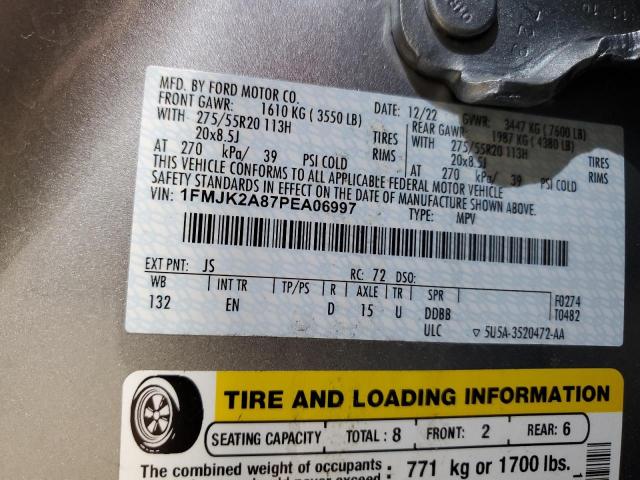 MFD. BY FORD MOTOR CO.
DATE: 12/22 GVWR: 3447 KG (7600 LB)
FRONT GAWR: 1610 KG (3550 LB) REAR GAWR: 1987 KG (4380 LB)
WITH 275/55R20 113H TIRES WITH 275/55R20 113H TIRES
20x8.5J RIMS 20x8.5J RIMS
AT 270 kPa/ 39 PSI COLD AT 270 kPa/ 39 PSI COLD
THIS VEHICLE CONFORMS TO ALL APPLICABLE FEDERAL MOTOR VEHICLE
SAFETY STANDARDS IN EFFECT ON THE DATE OF MANUFACTURE SHOWN ABOVE.
VIN: 1FMJK2A87PEA06997
TYPE: MPV
EXT PNT: JS RC: 72 DSO:
WB INT TR TP/PS R AXLE TR SPR
132 EN D 15 U DDBB
ULC
F0274
T0482
▽ 5U5A-3520472-AA
TIRE AND LOADING INFORMATION
SEATING CAPACITY TOTAL : 8 FRONT: 2 REAR: 6
The combined weight of occupants 771 kg or 1700 lbs.